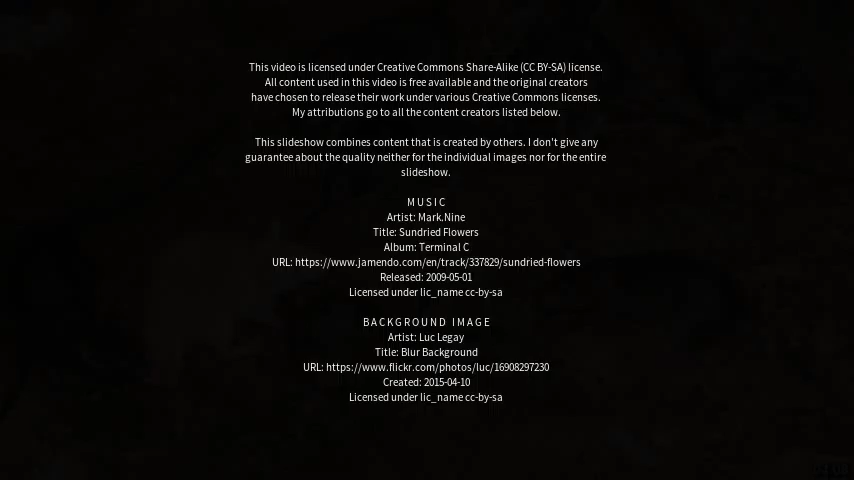 This video is licensed under Creative Commons Share-Alike (CC BY-SA) license.
All content used in this video is free available and the original creators
have chosen to release their work under various Creative Commons licenses.
My attributions go to all the content creators listed below.
This slideshow combines content that is created by others. I don't give any
guarantee about the quality neither for the individual images nor for the entire
slideshow.
MUSIC
Artist: Mark.Nine
Title: Sundried Flowers
Album: Terminal C
URL: https://www.jamendo.com/en/track/337829/sundried-flowers
Released: 2009-05-01
Licensed under lic_name cc-by-sa
BACKGROUND IMAGE
Artist: Luc Legay
Title: Blur Background
URL: https://www.flickr.com/photos/luc/16908297230
Created: 2015-04-10
Licensed under lic_name cc-by-sa